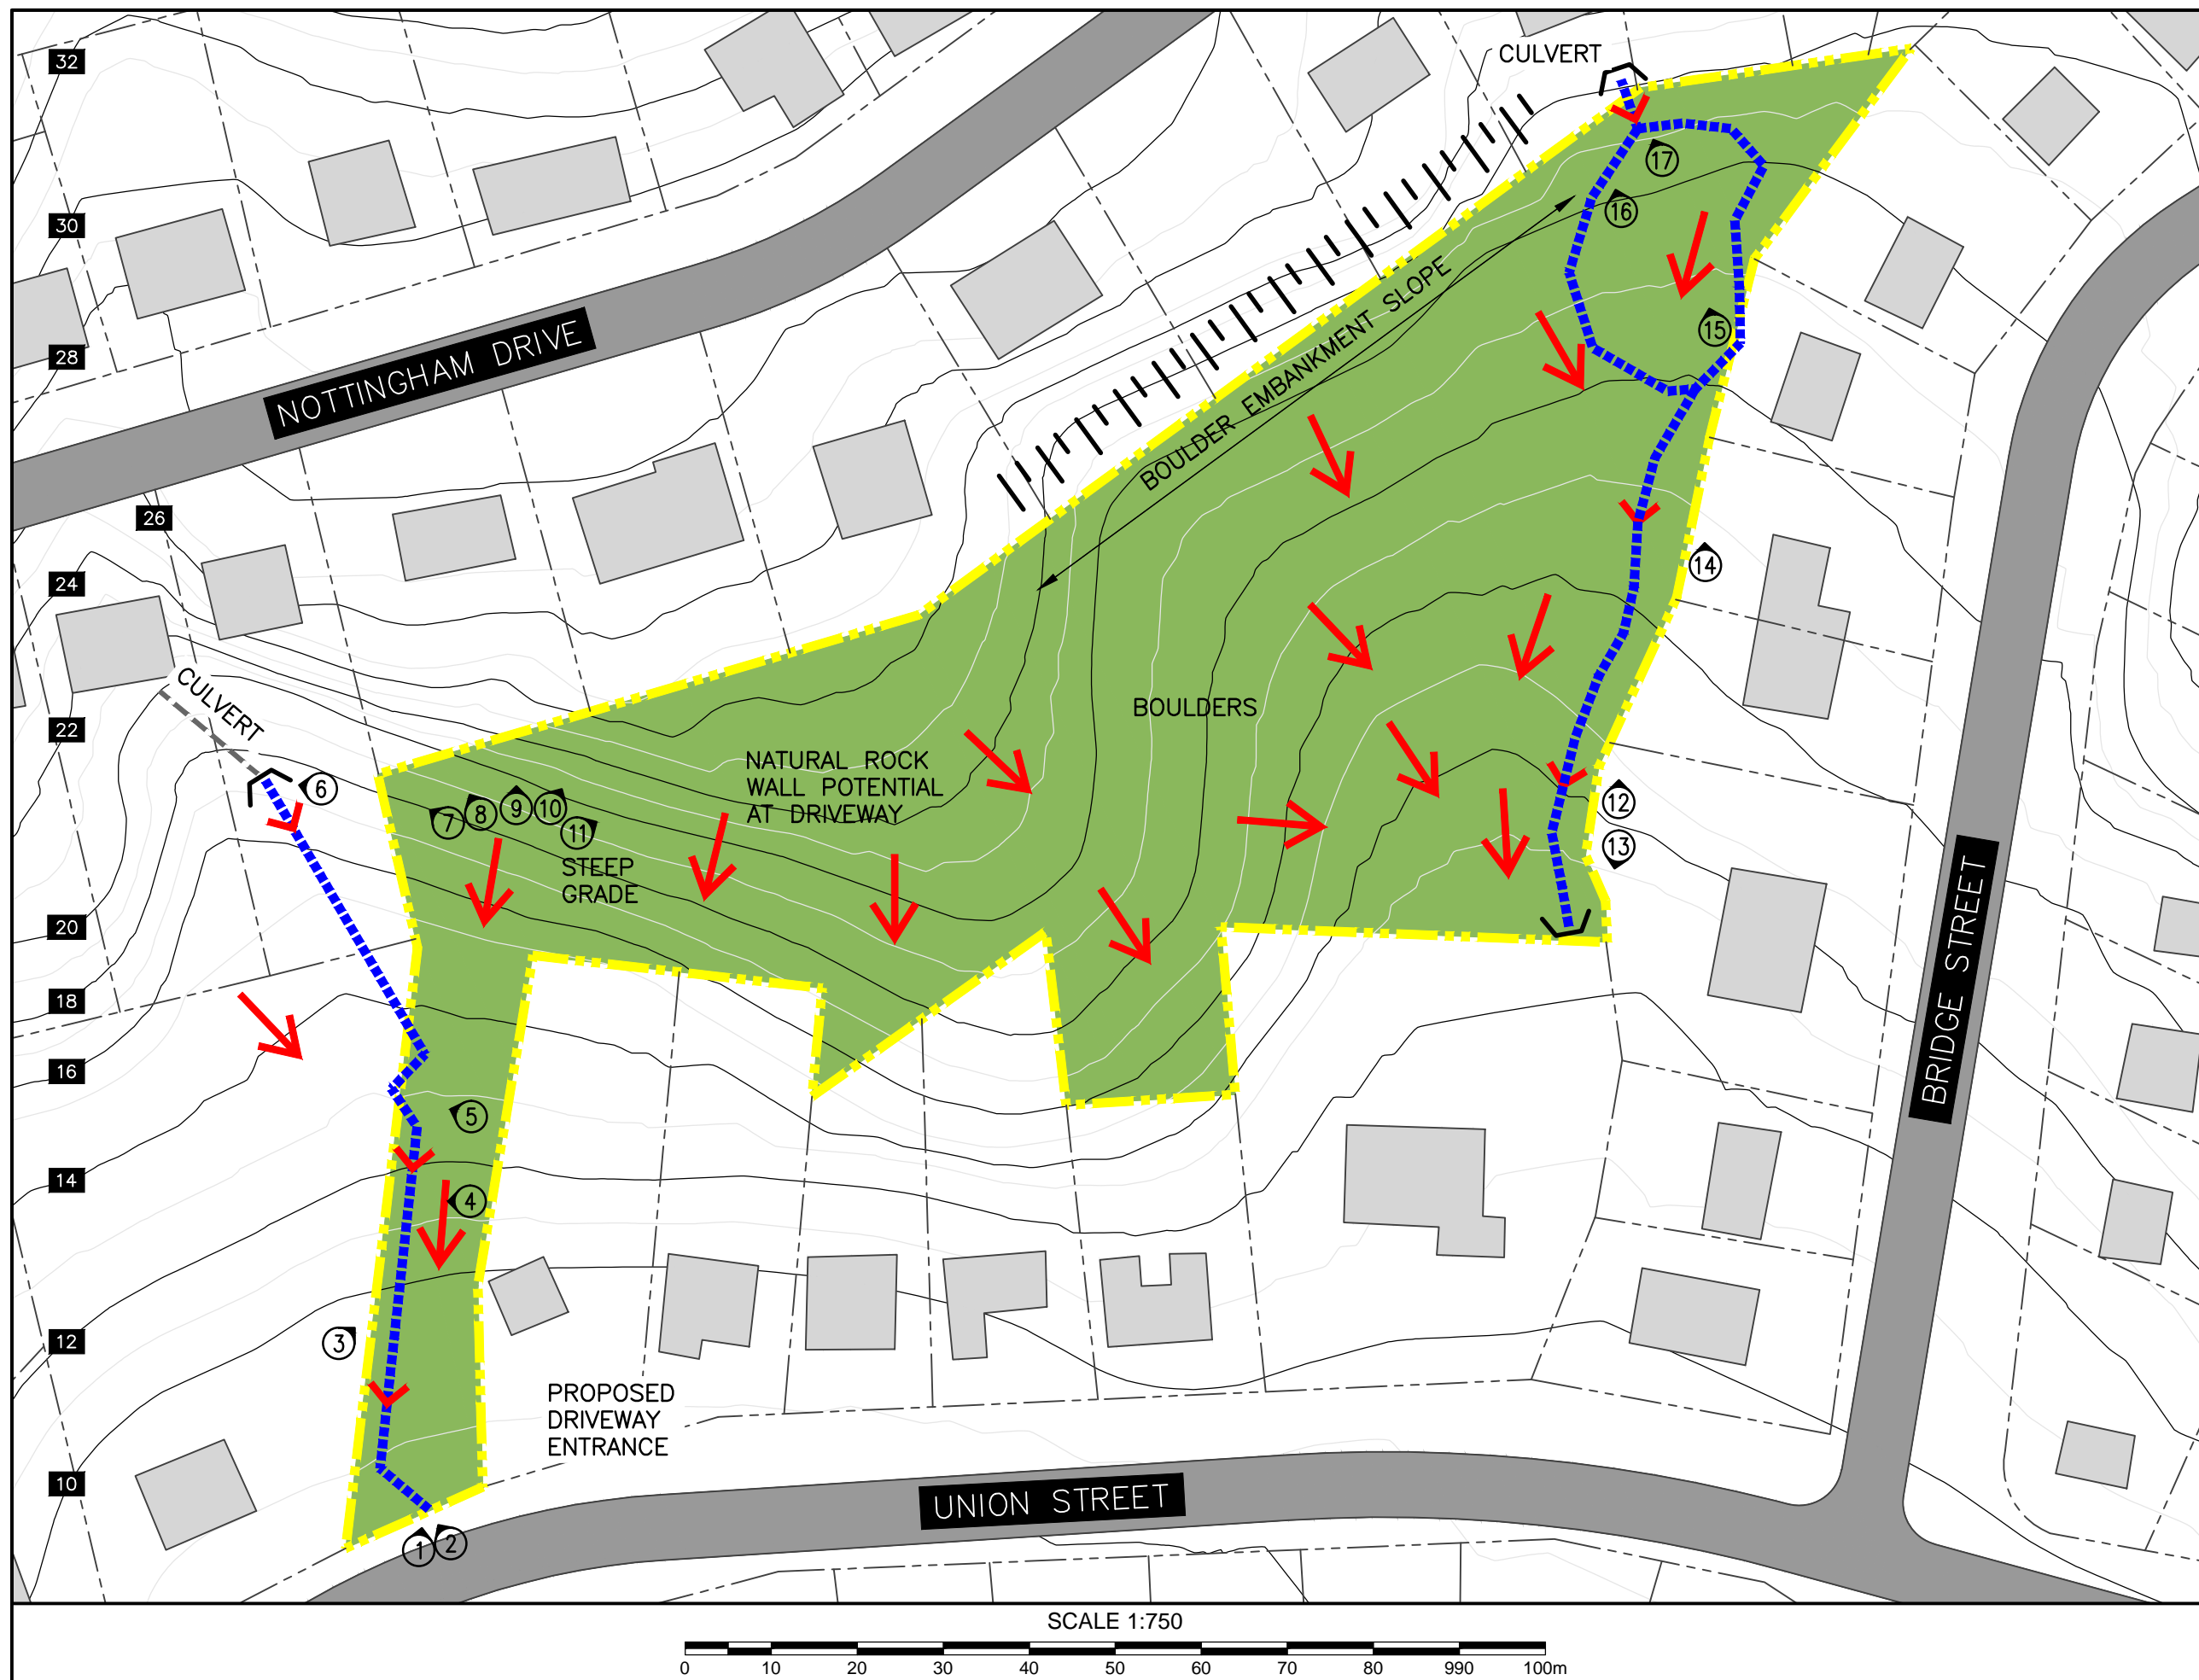 CULVERT
32
17
16
30
15
NOTTINGHAM DRIVE
28
BOULDER EMBANKMENT SLOPE
26
14
24
CULVERT
22
BOULDERS
NATURAL ROCK
WALL POTENTIAL
AT DRIVEWAY
6
7
8
9
10
11
12
13
STEEP
GRADE
20
18
16
BRIDGE STREET
5
14
4
12
3
PROPOSED
DRIVEWAY
ENTRANCE
10
UNION STREET
1
2
SCALE 1:750
0 10 20 30 40 50 60 70 80 990 100m